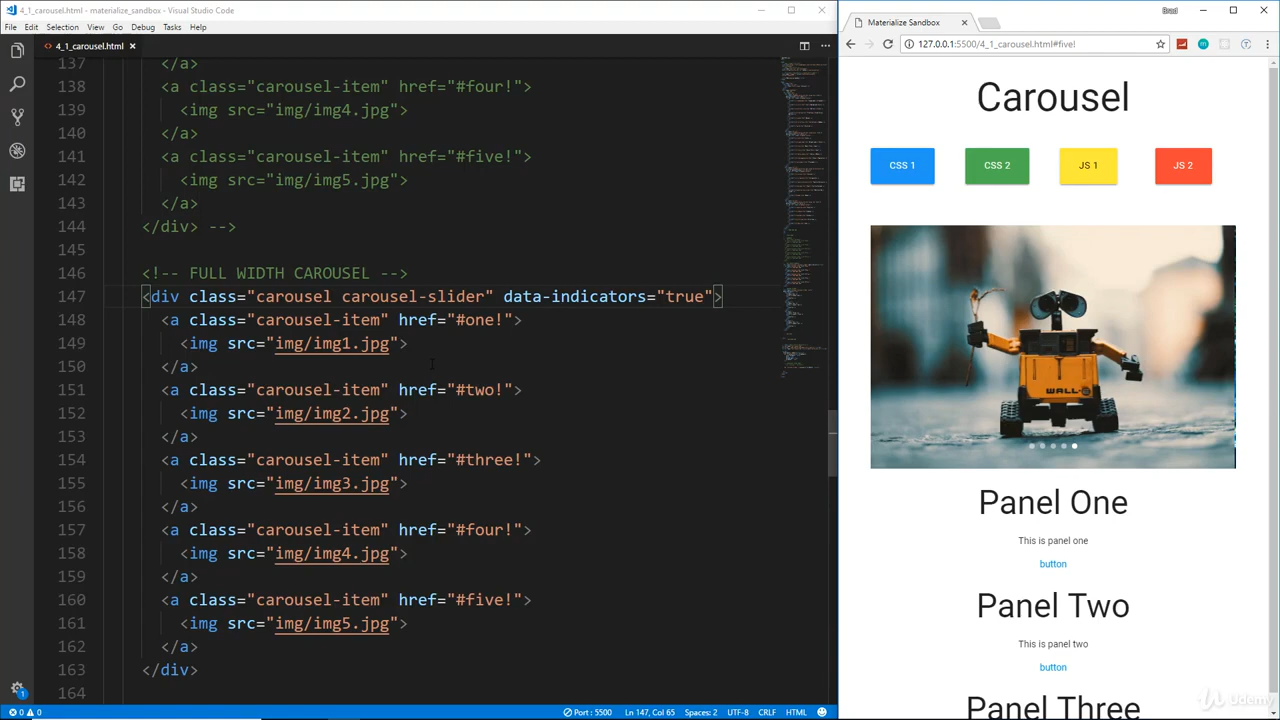 4_1_carousel.html - materialize_sandbox - Visual Studio Code
File Edit Selection View Go Debug Tasks Help
4_1_carousel.html
137 </a>
138 <a class="carousel-item" href="#four!">
139 <img src="img/img4.jpg">
140 </a>
141 <a class="carousel-item" href="#five!">
142 <img src="img/img5.jpg">
143 </a>
144 </div> -->
145
146 <!-- FULL WIDTH CAROUSEL -->
147 <div class="carousel carousel-slider" data-indicators="true">
148 <a class="carousel-item" href="#one!">
149 <img src="img/img1.jpg">
150 </a>
151 <a class="carousel-item" href="#two!">
152 <img src="img/img2.jpg">
153 </a>
154 <a class="carousel-item" href="#three!">
155 <img src="img/img3.jpg">
156 </a>
157 <a class="carousel-item" href="#four!">
158 <img src="img/img4.jpg">
159 </a>
160 <a class="carousel-item" href="#five!">
161 <img src="img/img5.jpg">
162 </a>
163 </div>
164
1
0 0
Port : 5500 Ln 147, Col 65 Spaces: 2 UTF-8 CRLF HTML
Brad
Materialize Sandbox
127.0.0.1:5500/4_1_carousel.html#five!
Carousel
CSS 1 CSS 2 JS 1 JS 2
WALL
Panel One
This is panel one
button
Panel Two
This is panel two
button
Panel Three
Udemy